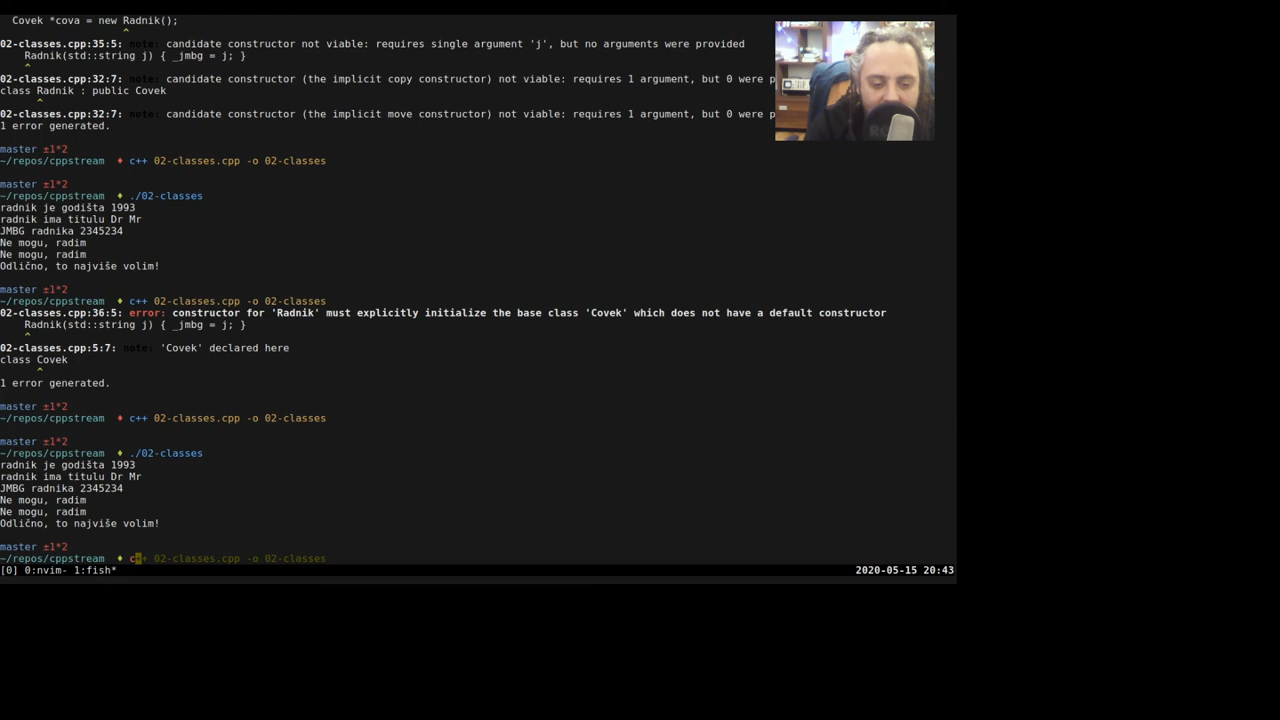 Covek *cova = new Radnik();
^
02-classes.cpp:35:5: note: candidate constructor not viable: requires single argument 'j', but no arguments were provided
Radnik(std::string j) { _jmbg = j; }
^
02-classes.cpp:32:7: note: candidate constructor (the implicit copy constructor) not viable: requires 1 argument, but 0 were p
class Radnik : public Covek
^
02-classes.cpp:32:7: note: candidate constructor (the implicit move constructor) not viable: requires 1 argument, but 0 were p
1 error generated.
master ±1*2
~/repos/cppstream ♦ c++ 02-classes.cpp -o 02-classes
master ±1*2
~/repos/cppstream ♦ ./02-classes
radnik je godišta 1993
radnik ima titulu Dr Mr
JMBG radnika 2345234
Ne mogu, radim
Ne mogu, radim
Odlično, to najviše volim!
master ±1*2
~/repos/cppstream ♦ c++ 02-classes.cpp -o 02-classes
02-classes.cpp:36:5: error: constructor for 'Radnik' must explicitly initialize the base class 'Covek' which does not have a default constructor
Radnik(std::string j) { _jmbg = j; }
^
02-classes.cpp:5:7: note: 'Covek' declared here
class Covek
^
1 error generated.
master ±1*2
~/repos/cppstream ♦ c++ 02-classes.cpp -o 02-classes
master ±1*2
~/repos/cppstream ♦ ./02-classes
radnik je godišta 1993
radnik ima titulu Dr Mr
JMBG radnika 2345234
Ne mogu, radim
Ne mogu, radim
Odlično, to najviše volim!
master ±1*2
~/repos/cppstream ♦ c++ 02-classes.cpp -o 02-classes
[0] 0:nvim- 1:fish* 2020-05-15 20:43